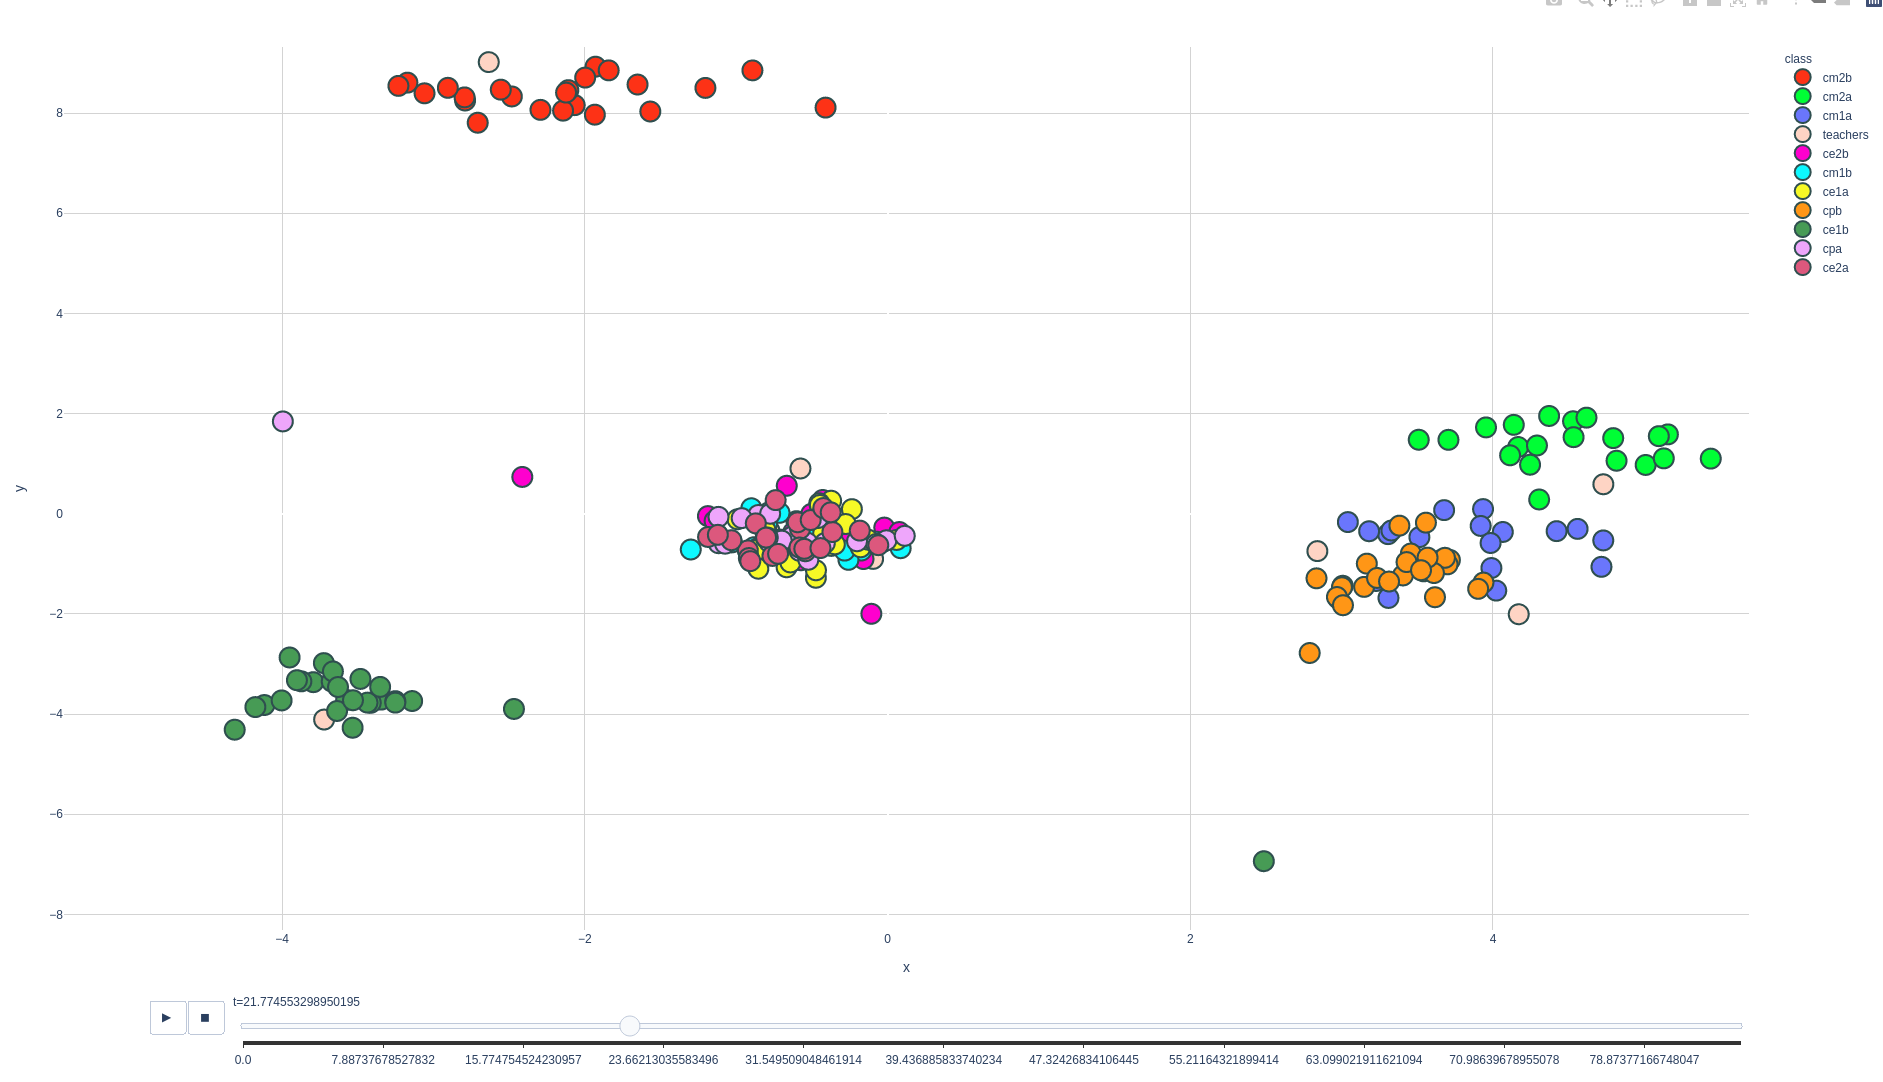 class
cm2b
cm2a
cm1a
teachers
ce2b
cm1b
ce1a
cpb
ce1b
cpa
ce2a
8
6
4
2
0
−2
−4
−6
−8
y
−4 −2 0 2 4
x
t=21.774553298950195
0.0 7.88737678527832 15.774754524230957 23.66213035583496 31.549509048461914 39.436885833740234 47.32426834106445 55.21164321899414 63.099021911621094 70.98639678955078 78.87377166748047